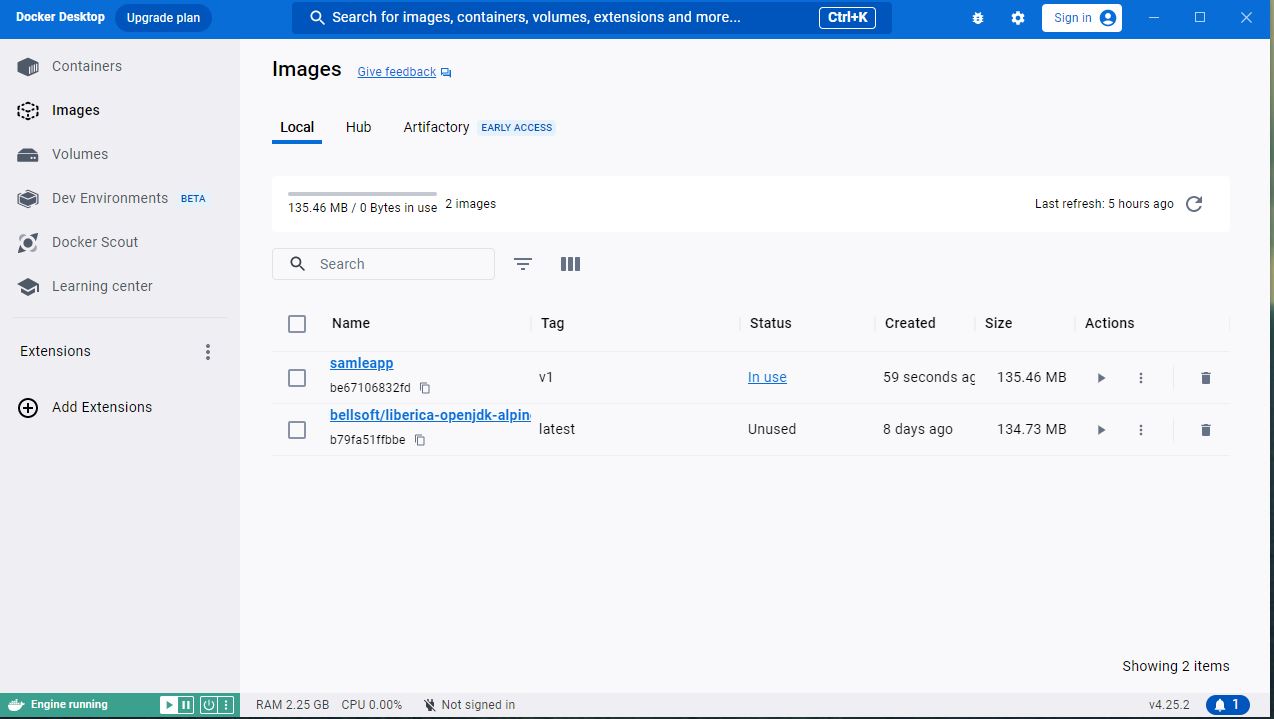 Docker Desktop Upgrade plan Search for images, containers, volumes, extensions and more... Ctrl+K Sign in
Containers
Images
Volumes
Dev Environments BETA
Docker Scout
Learning center
Extensions
Add Extensions
Images Give feedback
Local Hub Artifactory EARLY ACCESS
135.46 MB / 0 Bytes in use 2 images Last refresh: 5 hours ago
Search
Name Tag Status Created Size Actions
samleapp
be67106832fd
v1 In use 59 seconds ag 135.46 MB
bellsoft/liberica-openjdk-alpin
b79fa51ffbbe
latest Unused 8 days ago 134.73 MB
Showing 2 items
Engine running RAM 2.25 GB CPU 0.00% Not signed in v4.25.2 1